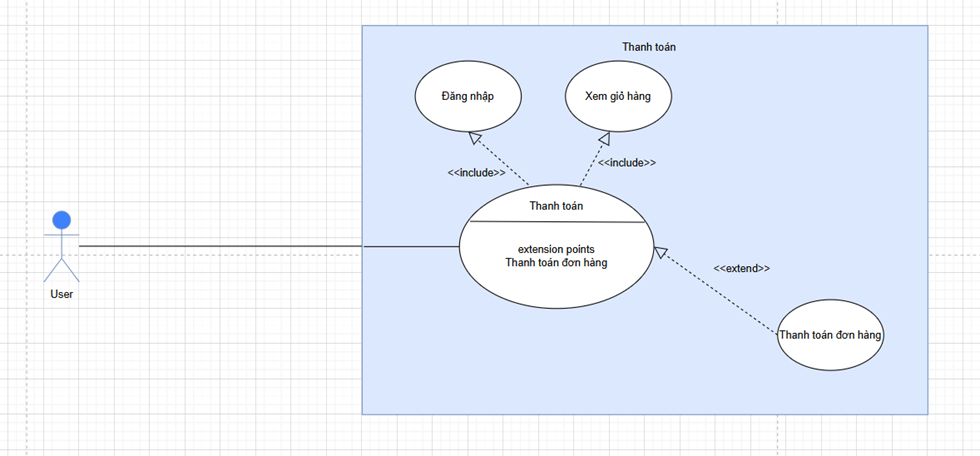 Thanh toán
Đăng nhập
Xem giỏ hàng
<<include>>
<<include>>
Thanh toán
extension points
Thanh toán đơn hàng
<<extend>>
User
Thanh toán đơn hàng